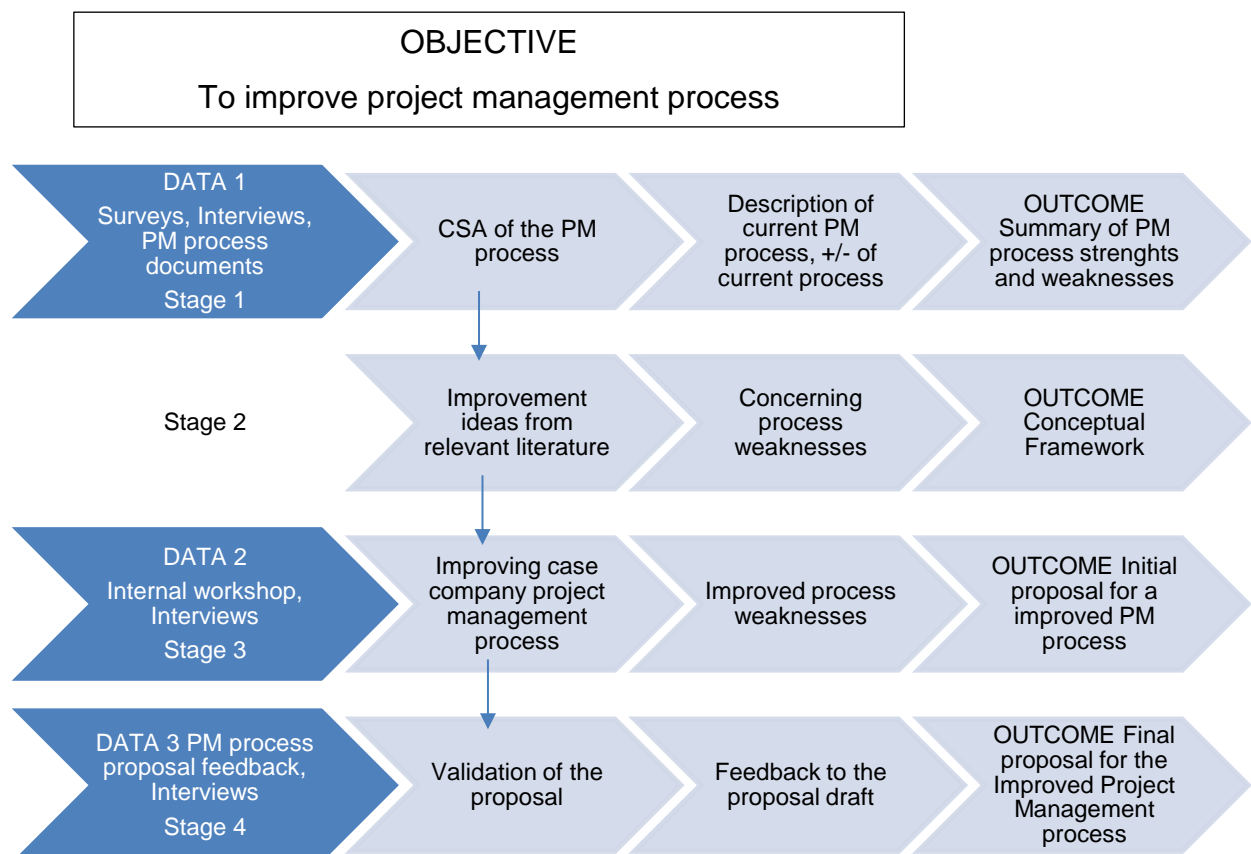 OBJECTIVE
To improve project management process
DATA 1
Surveys, Interviews,
PM process
documents
Stage 1
CSA of the PM
process
Description of
current PM
process, +/- of
current process
OUTCOME
Summary of PM
process strenghts
and weaknesses
Stage 2
Improvement
ideas from
relevant literature
Concerning
process
weaknesses
OUTCOME
Conceptual
Framework
DATA 2
Internal workshop,
Interviews
Stage 3
Improving case
company project
management
process
Improved process
weaknesses
OUTCOME Initial
proposal for a
improved PM
process
DATA 3 PM process
proposal feedback,
Interviews
Stage 4
Validation of the
proposal
Feedback to the
proposal draft
OUTCOME Final
proposal for the
Improved Project
Management
process